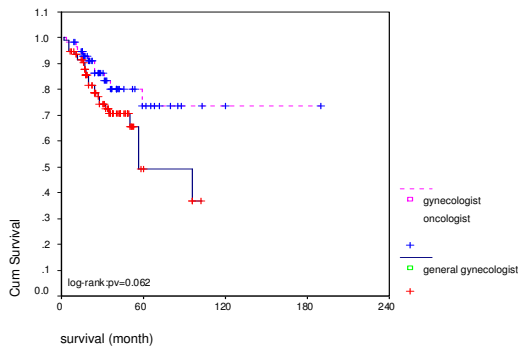 1.1
1.0
.9
.8
.7
.6
.5
.4
.3
.2
.1
0.0
Cum Survival
log-rank:pv=0.062
0
60
120
180
240
survival (month)
gynecologist
oncologist
general gynecologist